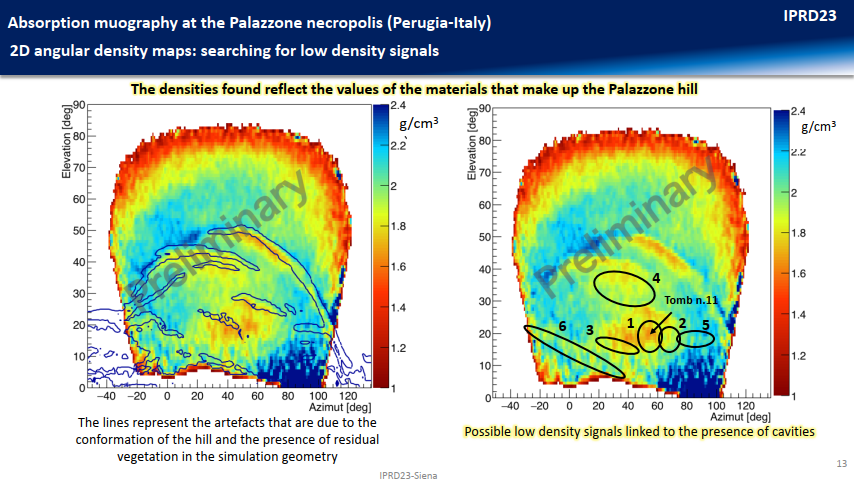 Absorption muography at the Palazzone necropolis (Perugia-Italy)
IPRD23
2D angular density maps: searching for low density signals
The densities found reflect the values of the materials that make up the Palazzone hill
Elevation [deg]
90
80
70
60
50
40
30
20
10
0
−40 −20 0 20 40 60 80 100 120
Azimut [deg]
2.4
g/cm³
2.2
2
1.8
1.6
1.4
1.2
1
Preliminary
The lines represent the artefacts that are due to the
conformation of the hill and the presence of residual
vegetation in the simulation geometry
Elevation [deg]
90
80
70
60
50
40
30
20
10
0
−40 −20 0 20 40 60 80 100 120
Azimut [deg]
2.4
g/cm³
2.2
2
1.8
1.6
1.4
1.2
1
Preliminary
4
Tomb n.11
6 3 1 2 5
Possible low density signals linked to the presence of cavities
IPRD23-Siena
13